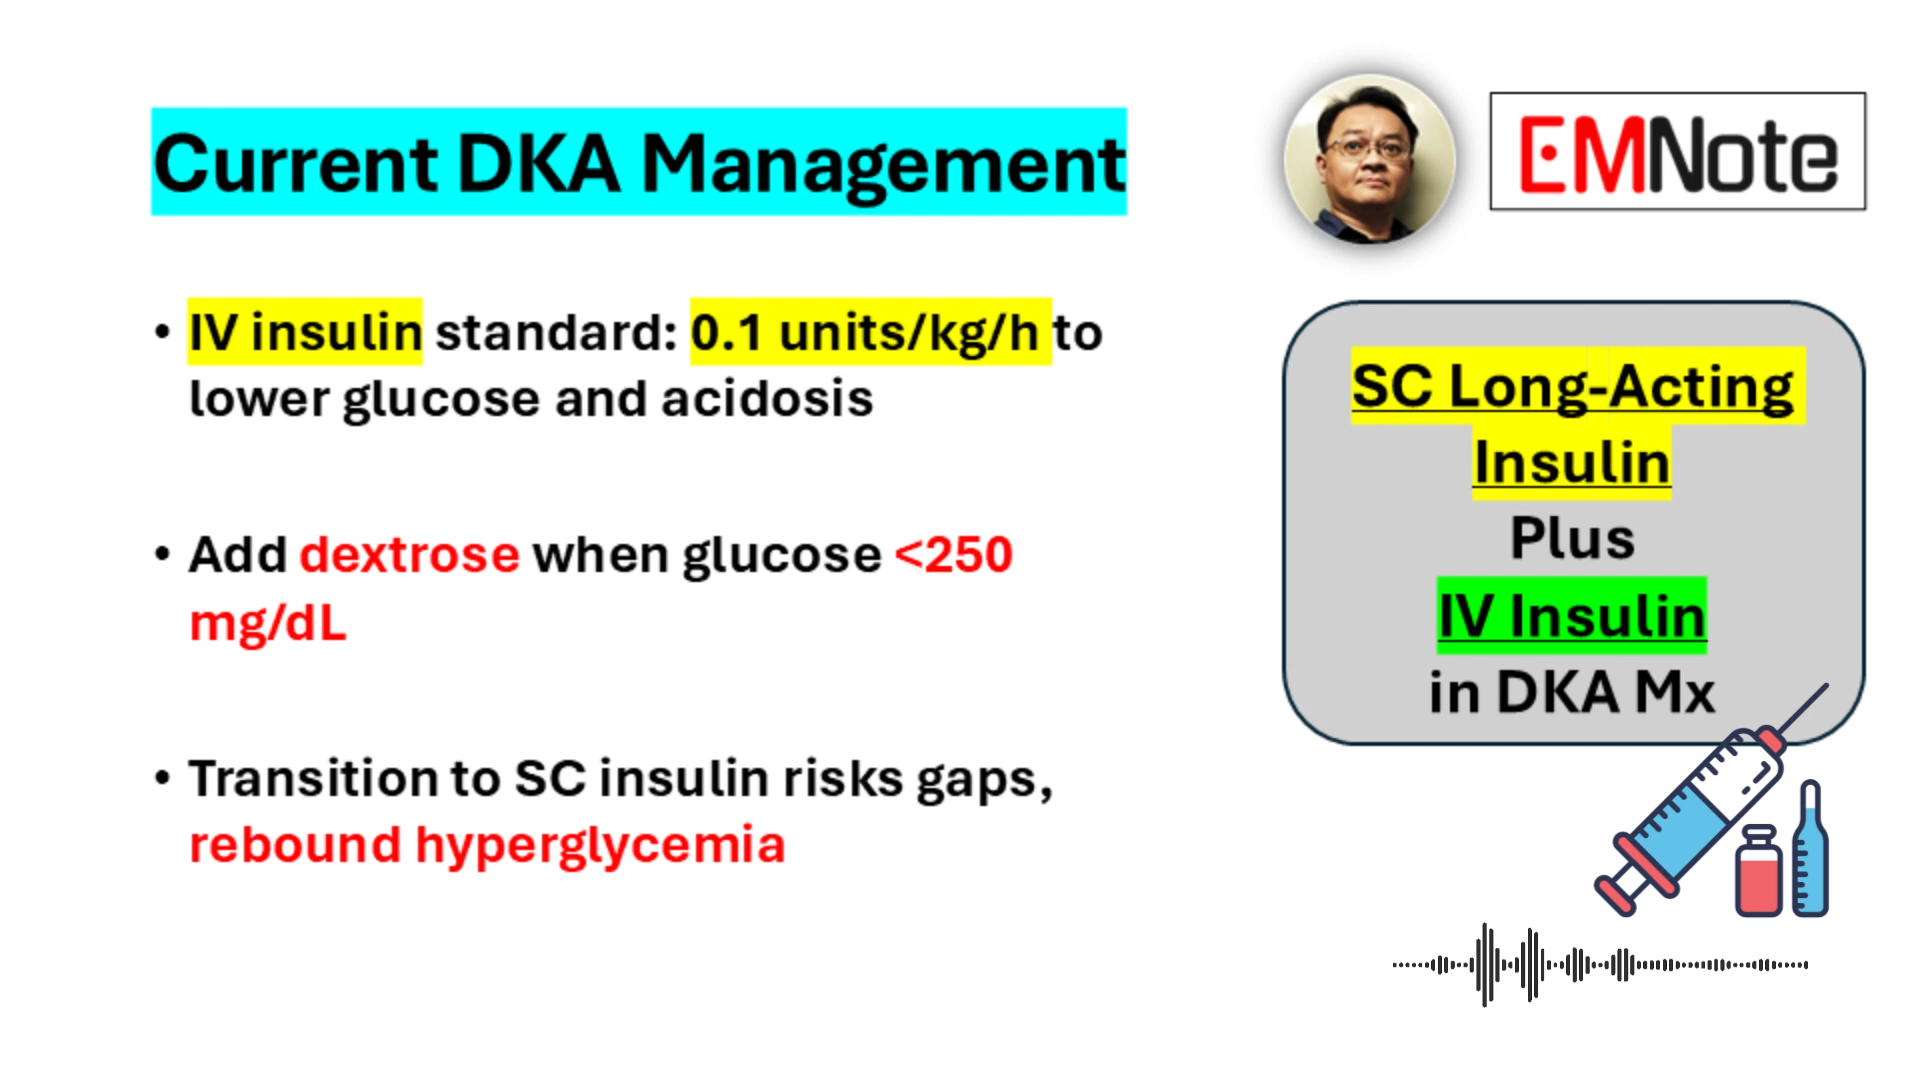 Current DKA Management
EMNote
• IV insulin standard: 0.1 units/kg/h to
lower glucose and acidosis
• Add dextrose when glucose <250
mg/dL
• Transition to SC insulin risks gaps,
rebound hyperglycemia
SC Long-Acting
Insulin
Plus
IV Insulin
in DKA Mx